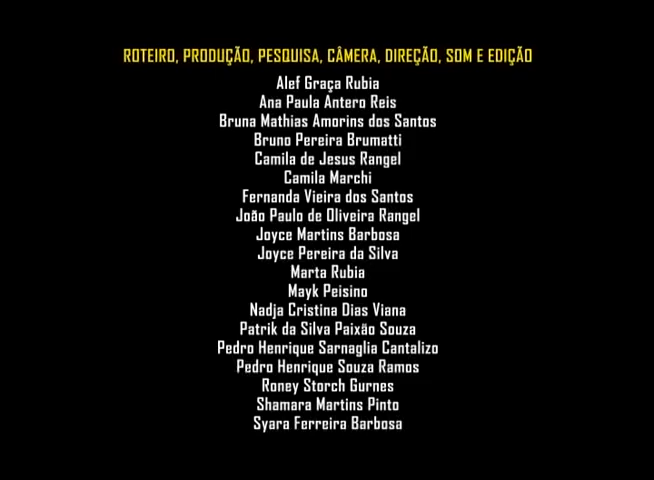 ROTEIRO, PRODUÇÃO, PESQUISA, CÂMERA, DIREÇÃO, SOM E EDIÇÃO
Alef Graça Rubia
Ana Paula Antero Reis
Bruna Mathias Amorins dos Santos
Bruno Pereira Brumatti
Camila de Jesus Rangel
Camila Marchi
Fernanda Vieira dos Santos
João Paulo de Oliveira Rangel
Joyce Martins Barbosa
Joyce Pereira da Silva
Marta Rubia
Mayk Peisino
Nadja Cristina Dias Viana
Patrik da Silva Paixão Souza
Pedro Henrique Sarnaglia Cantalizo
Pedro Henrique Souza Ramos
Roney Storch Gurnes
Shamara Martins Pinto
Syara Ferreira Barbosa